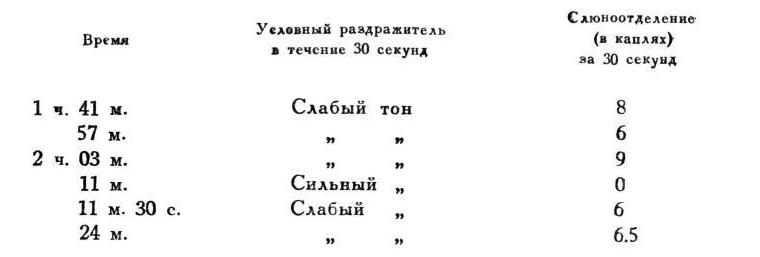 Время Условный раздражитель в течение 30 секунд Слюноотделение (в каплях) за 30 секунд
1 ч. 41 м. Слабый тон 8
57 м. „ „ 6
2 ч. 03 м. „ „ 9
11 м. Сильный „ 0
11 м. 30 с. Слабый „ 6
24 м. „ „ 6.5